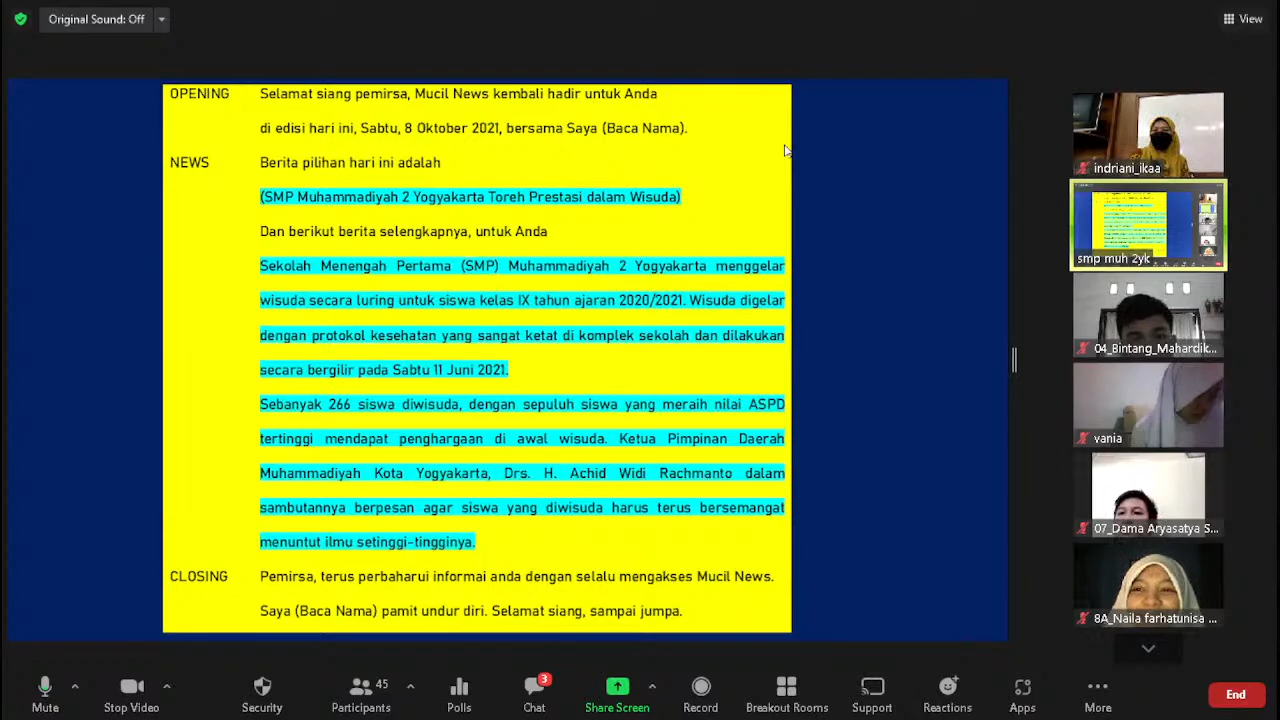 Original Sound: Off
View
OPENING Selamat siang pemirsa, Mucil News kembali hadir untuk Anda
di edisi hari ini, Sabtu, 8 Oktober 2021, bersama Saya (Baca Nama).
NEWS Berita pilihan hari ini adalah
(SMP Muhammadiyah 2 Yogyakarta Toreh Prestasi dalam Wisuda)
Dan berikut berita selengkapnya, untuk Anda
Sekolah Menengah Pertama (SMP) Muhammadiyah 2 Yogyakarta menggelar
wisuda secara luring untuk siswa kelas IX tahun ajaran 2020/2021. Wisuda digelar
dengan protokol kesehatan yang sangat ketat di komplek sekolah dan dilakukan
secara bergilir pada Sabtu 11 Juni 2021.
Sebanyak 266 siswa diwisuda, dengan sepuluh siswa yang meraih nilai ASPD
tertinggi mendapat penghargaan di awal wisuda. Ketua Pimpinan Daerah
Muhammadiyah Kota Yogyakarta, Drs. H. Achid Widi Rachmanto dalam
sambutannya berpesan agar siswa yang diwisuda harus terus bersemangat
menuntut ilmu setinggi-tingginya.
CLOSING Pemirsa, terus perbaharui informai anda dengan selalu mengakses Mucil News.
Saya (Baca Nama) pamit undur diri. Selamat siang, sampai jumpa.
indriani_ikaa
smp muh 2yk
04_Bintang_Mahardik...
vania
07_Dama Aryasatya S...
8A_Naila farhatunisa ...
Mute
Stop Video
Security
45
Participants
Polls
3
Chat
Share Screen
Record
Breakout Rooms
Support
Reactions
Apps
More
End